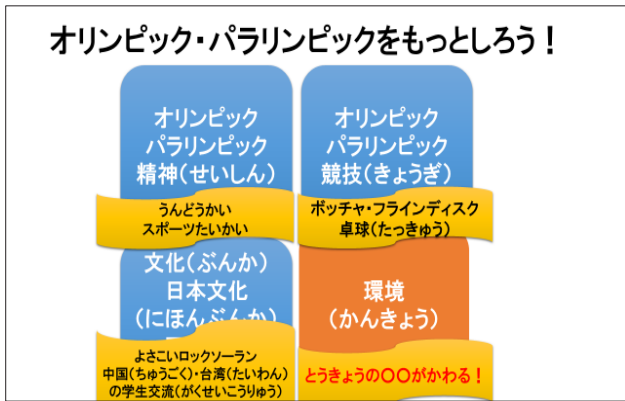 オリンピック・パラリンピックをもっとしろう！
オリンピック
パラリンピック
精神（せいしん）
うんどうかい
スポーツたいかい
オリンピック
パラリンピック
競技（きょうぎ）
ボッチャ・フラインディスク
卓球（たっきゅう）
文化（ぶんか）
日本文化
（にほんぶんか）
よさこいロックソーラン
中国（ちゅうごく）・台湾（たいわん）
の学生交流（がくせいこうりゅう）
環境
（かんきょう）
とうきょうの〇〇がかわる！